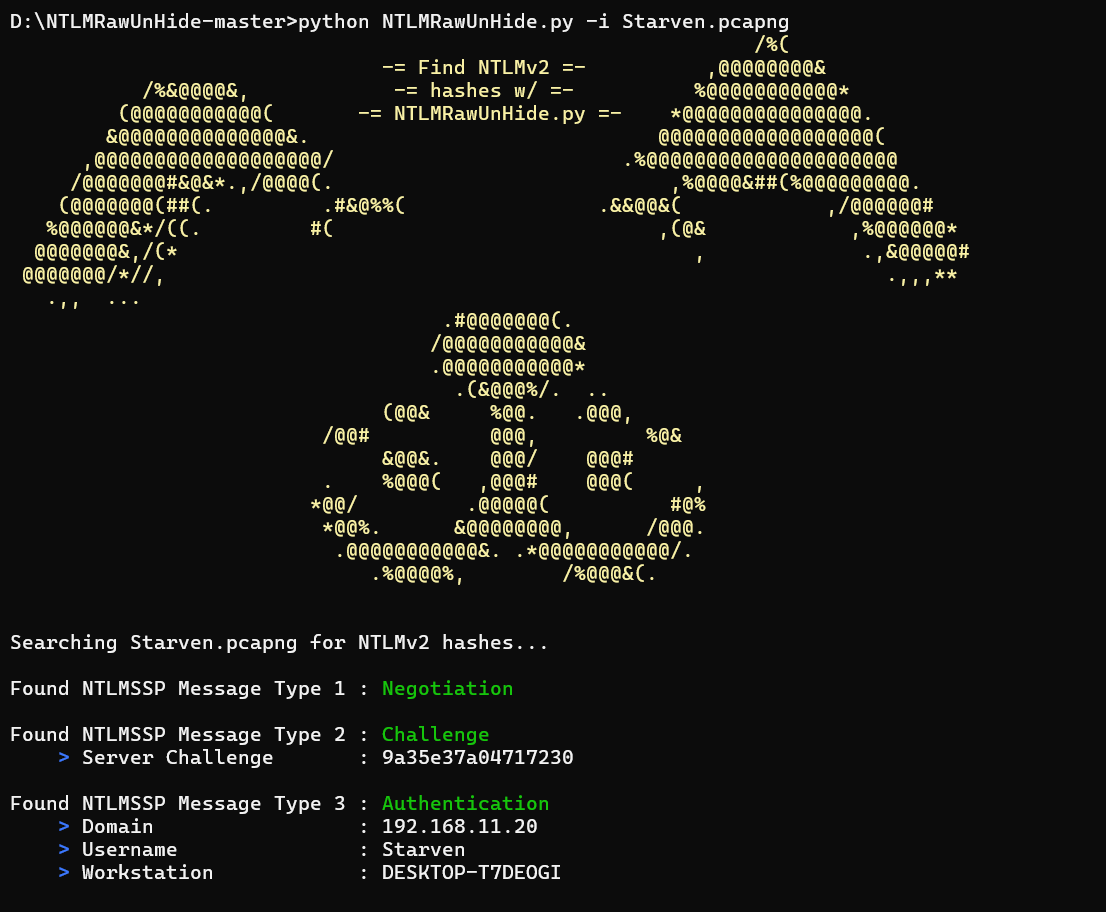 D:\NTLMRawUnHide-master>python NTLMRawUnHide.py -i Starven.pcapng
-= Find NTLMv2 =-
-= hashes w/ =-
-= NTLMRawUnHide.py =-
Searching Starven.pcapng for NTLMv2 hashes...
Found NTLMSSP Message Type 1 : Negotiation
Found NTLMSSP Message Type 2 : Challenge
> Server Challenge : 9a35e37a04717230
Found NTLMSSP Message Type 3 : Authentication
> Domain : 192.168.11.20
> Username : Starven
> Workstation : DESKTOP-T7DEOGI